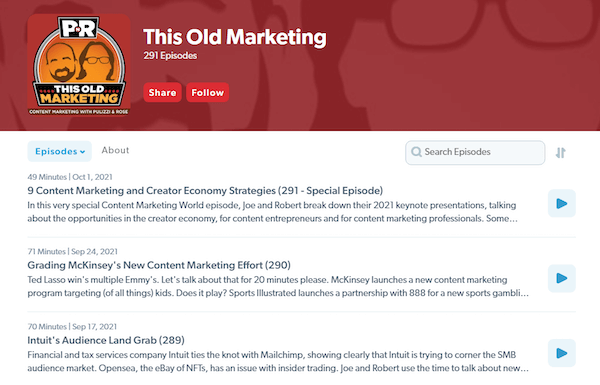 P R
THIS OLD
MARKETING
CONTENT MARKETING WITH PULIZZI & ROSE
This Old Marketing
291 Episodes
Share Follow
Episodes About Search Episodes
49 Minutes | Oct 1, 2021
9 Content Marketing and Creator Economy Strategies (291 - Special Episode)
In this very special Content Marketing World episode, Joe and Robert break down their 2021 keynote presentations, talking
about the opportunities in the creator economy, for content entrepreneurs and for content marketing professionals. Some...
71 Minutes | Sep 24, 2021
Grading McKinsey's New Content Marketing Effort (290)
Ted Lasso win's multiple Emmy's. Let's talk about that for 20 minutes please. McKinsey launches a new content marketing
program targeting (of all things) kids. Does it play? Sports Illustrated launches a partnership with 888 for a new sports gambli...
70 Minutes | Sep 17, 2021
Intuit's Audience Land Grab (289)
Financial and tax services company Intuit ties the knot with Mailchimp, showing clearly that Intuit is trying to corner the SMB
audience market. Opensea, the eBay of NFTs, has an issue with insider trading. Joe and Robert use the time to talk about new...